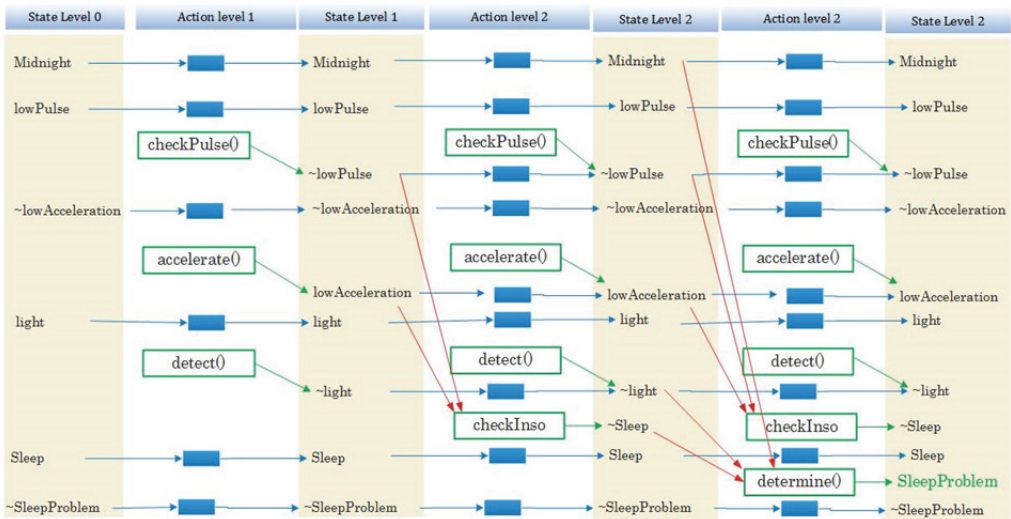 State Level 0 Action level 1 State Level 1 Action level 2 State Level 2 Action level 2 State Level 2
Midnight Midnight Midnight Midnight
lowPulse lowPulse lowPulse lowPulse
checkPulse() checkPulse() checkPulse()
~lowPulse ~lowPulse ~lowPulse
~lowAcceleration ~lowAcceleration ~lowAcceleration ~lowAcceleration
accelerate() accelerate() accelerate()
lowAcceleration lowAcceleration lowAcceleration
light light light light
detect() detect() detect()
~light ~light ~light
checkInso ~Sleep checkInso ~Sleep
Sleep Sleep Sleep Sleep
determine() SleepProblem
~SleepProblem ~SleepProblem ~SleepProblem ~SleepProblem